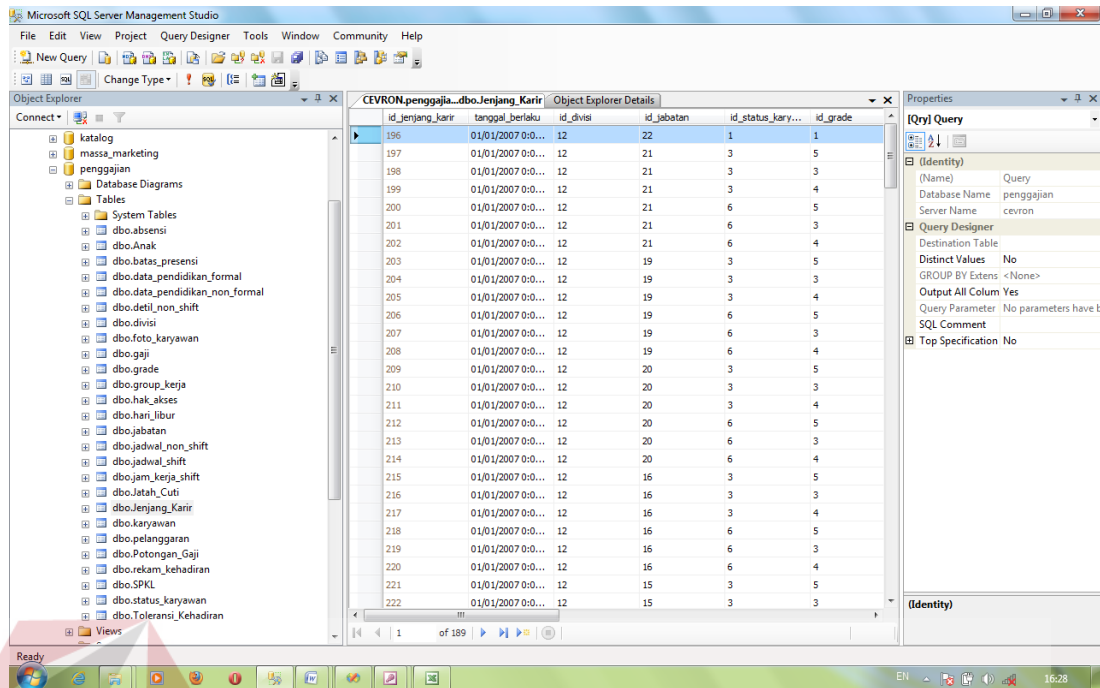 Microsoft SQL Server Management Studio
File Edit View Project Query Designer Tools Window Community Help
New Query
Change Type
Object Explorer
Connect
katalog
massa_marketing
penggajian
Database Diagrams
Tables
System Tables
dbo.absensi
dbo.Anak
dbo.batas_presensi
dbo.data_pendidikan_formal
dbo.data_pendidikan_non_formal
dbo.detil_non_shift
dbo.divisi
dbo.foto_karyawan
dbo.gaji
dbo.grade
dbo.group_kerja
dbo.hak_akses
dbo.hari_libur
dbo.jabatan
dbo.jadwal_non_shift
dbo.jadwal_shift
dbo.jam_kerja_shift
dbo.Jatah_Cuti
dbo.Jenjang_Karir
dbo.karyawan
dbo.pelanggaran
dbo.Potongan_Gaji
dbo.rekam_kehadiran
dbo.SPKL
dbo.status_karyawan
dbo.Toleransi_Kehadiran
Views
CEVRON.penggajia...dbo.Jenjang_Karir Object Explorer Details
id_jenjang_karir tanggal_berlaku id_divisi id_jabatan id_status_kary... id_grade
196 01/01/2007 0:0... 12 22 1 1
197 01/01/2007 0:0... 12 21 3 5
198 01/01/2007 0:0... 12 21 3 3
199 01/01/2007 0:0... 12 21 3 4
200 01/01/2007 0:0... 12 21 6 5
201 01/01/2007 0:0... 12 21 6 3
202 01/01/2007 0:0... 12 21 6 4
203 01/01/2007 0:0... 12 19 3 5
204 01/01/2007 0:0... 12 19 3 3
205 01/01/2007 0:0... 12 19 3 4
206 01/01/2007 0:0... 12 19 6 5
207 01/01/2007 0:0... 12 19 6 3
208 01/01/2007 0:0... 12 19 6 4
209 01/01/2007 0:0... 12 20 3 5
210 01/01/2007 0:0... 12 20 3 3
211 01/01/2007 0:0... 12 20 3 4
212 01/01/2007 0:0... 12 20 6 5
213 01/01/2007 0:0... 12 20 6 3
214 01/01/2007 0:0... 12 20 6 4
215 01/01/2007 0:0... 12 16 3 5
216 01/01/2007 0:0... 12 16 3 3
217 01/01/2007 0:0... 12 16 3 4
218 01/01/2007 0:0... 12 16 6 5
219 01/01/2007 0:0... 12 16 6 3
220 01/01/2007 0:0... 12 16 6 4
221 01/01/2007 0:0... 12 15 3 5
222 01/01/2007 0:0... 12 15 3 3
1 of 189
Properties
[Qry] Query
(Identity)
(Name) Query
Database Name penggajian
Server Name cevron
Query Designer
Destination Table
Distinct Values No
GROUP BY Extens <None>
Output All Colum Yes
Query Parameter No parameters have b
SQL Comment
Top Specification No
(Identity)
Ready
EN 16:28